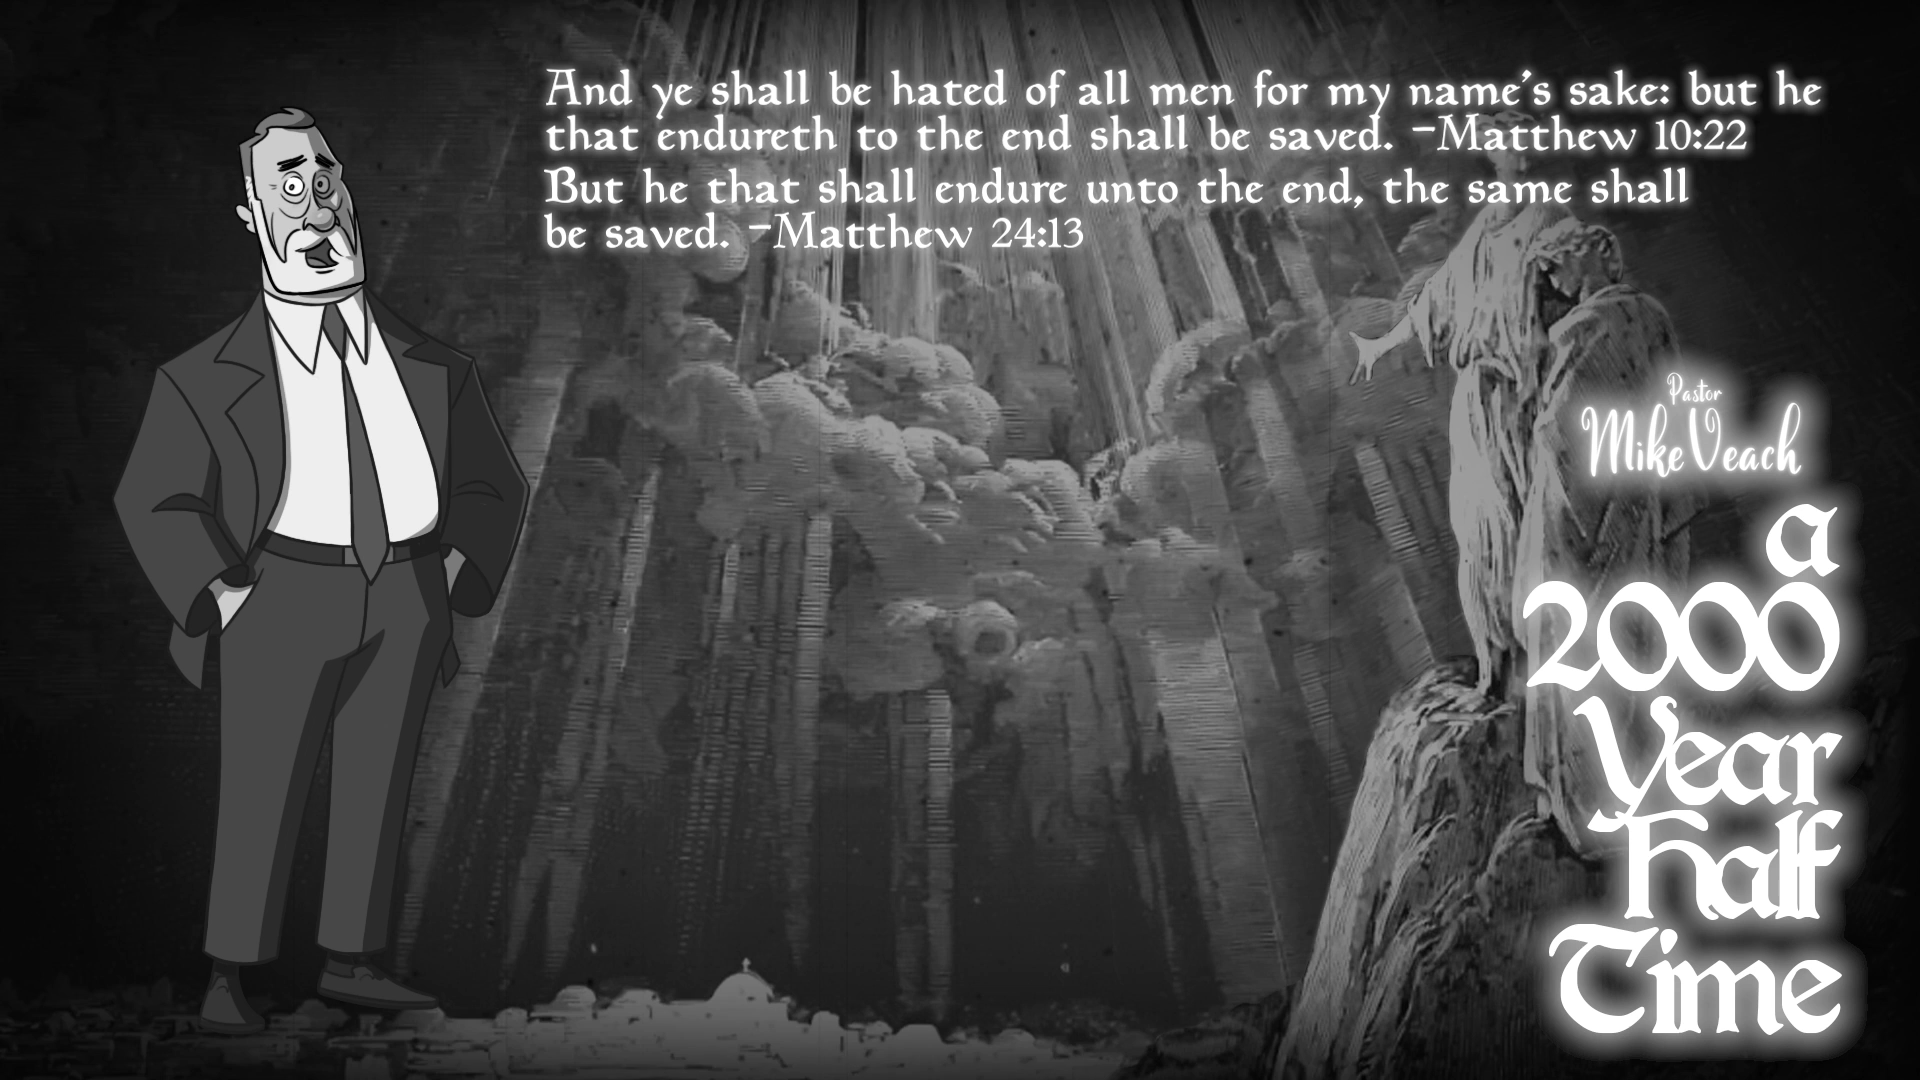 And ye shall be hated of all men for my name's sake: but he
that endureth to the end shall be saved. -Matthew 10:22
But he that shall endure unto the end, the same shall
be saved. -Matthew 24:13
Pastor
Mike Veach
a
2000
Year
Half
Time